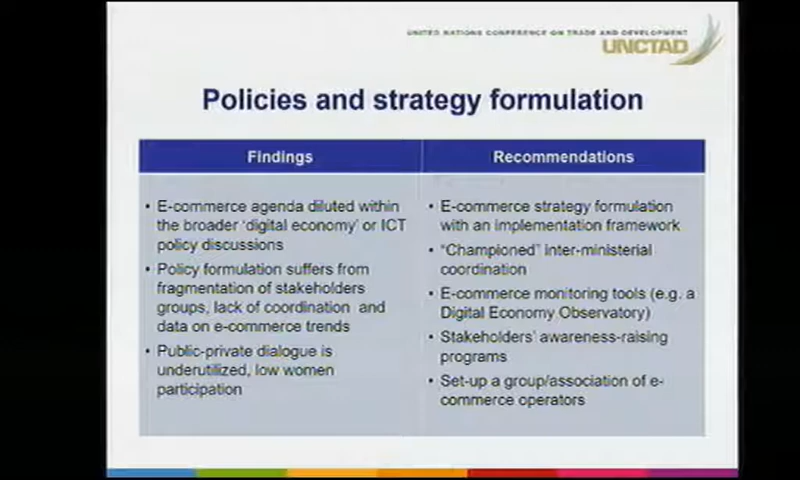 UNITED NATIONS CONFERENCE ON TRADE AND DEVELOPMENT
UNCTAD
Policies and strategy formulation
Findings
Recommendations
• E-commerce agenda diluted within
the broader 'digital economy' or ICT
policy discussions
• Policy formulation suffers from
fragmentation of stakeholders
groups, lack of coordination and
data on e-commerce trends
• Public-private dialogue is
underutilized, low women
participation
• E-commerce strategy formulation
with an implementation framework
• "Championed" inter-ministerial
coordination
• E-commerce monitoring tools (e.g. a
Digital Economy Observatory)
• Stakeholders' awareness-raising
programs
• Set-up a group/association of e-
commerce operators